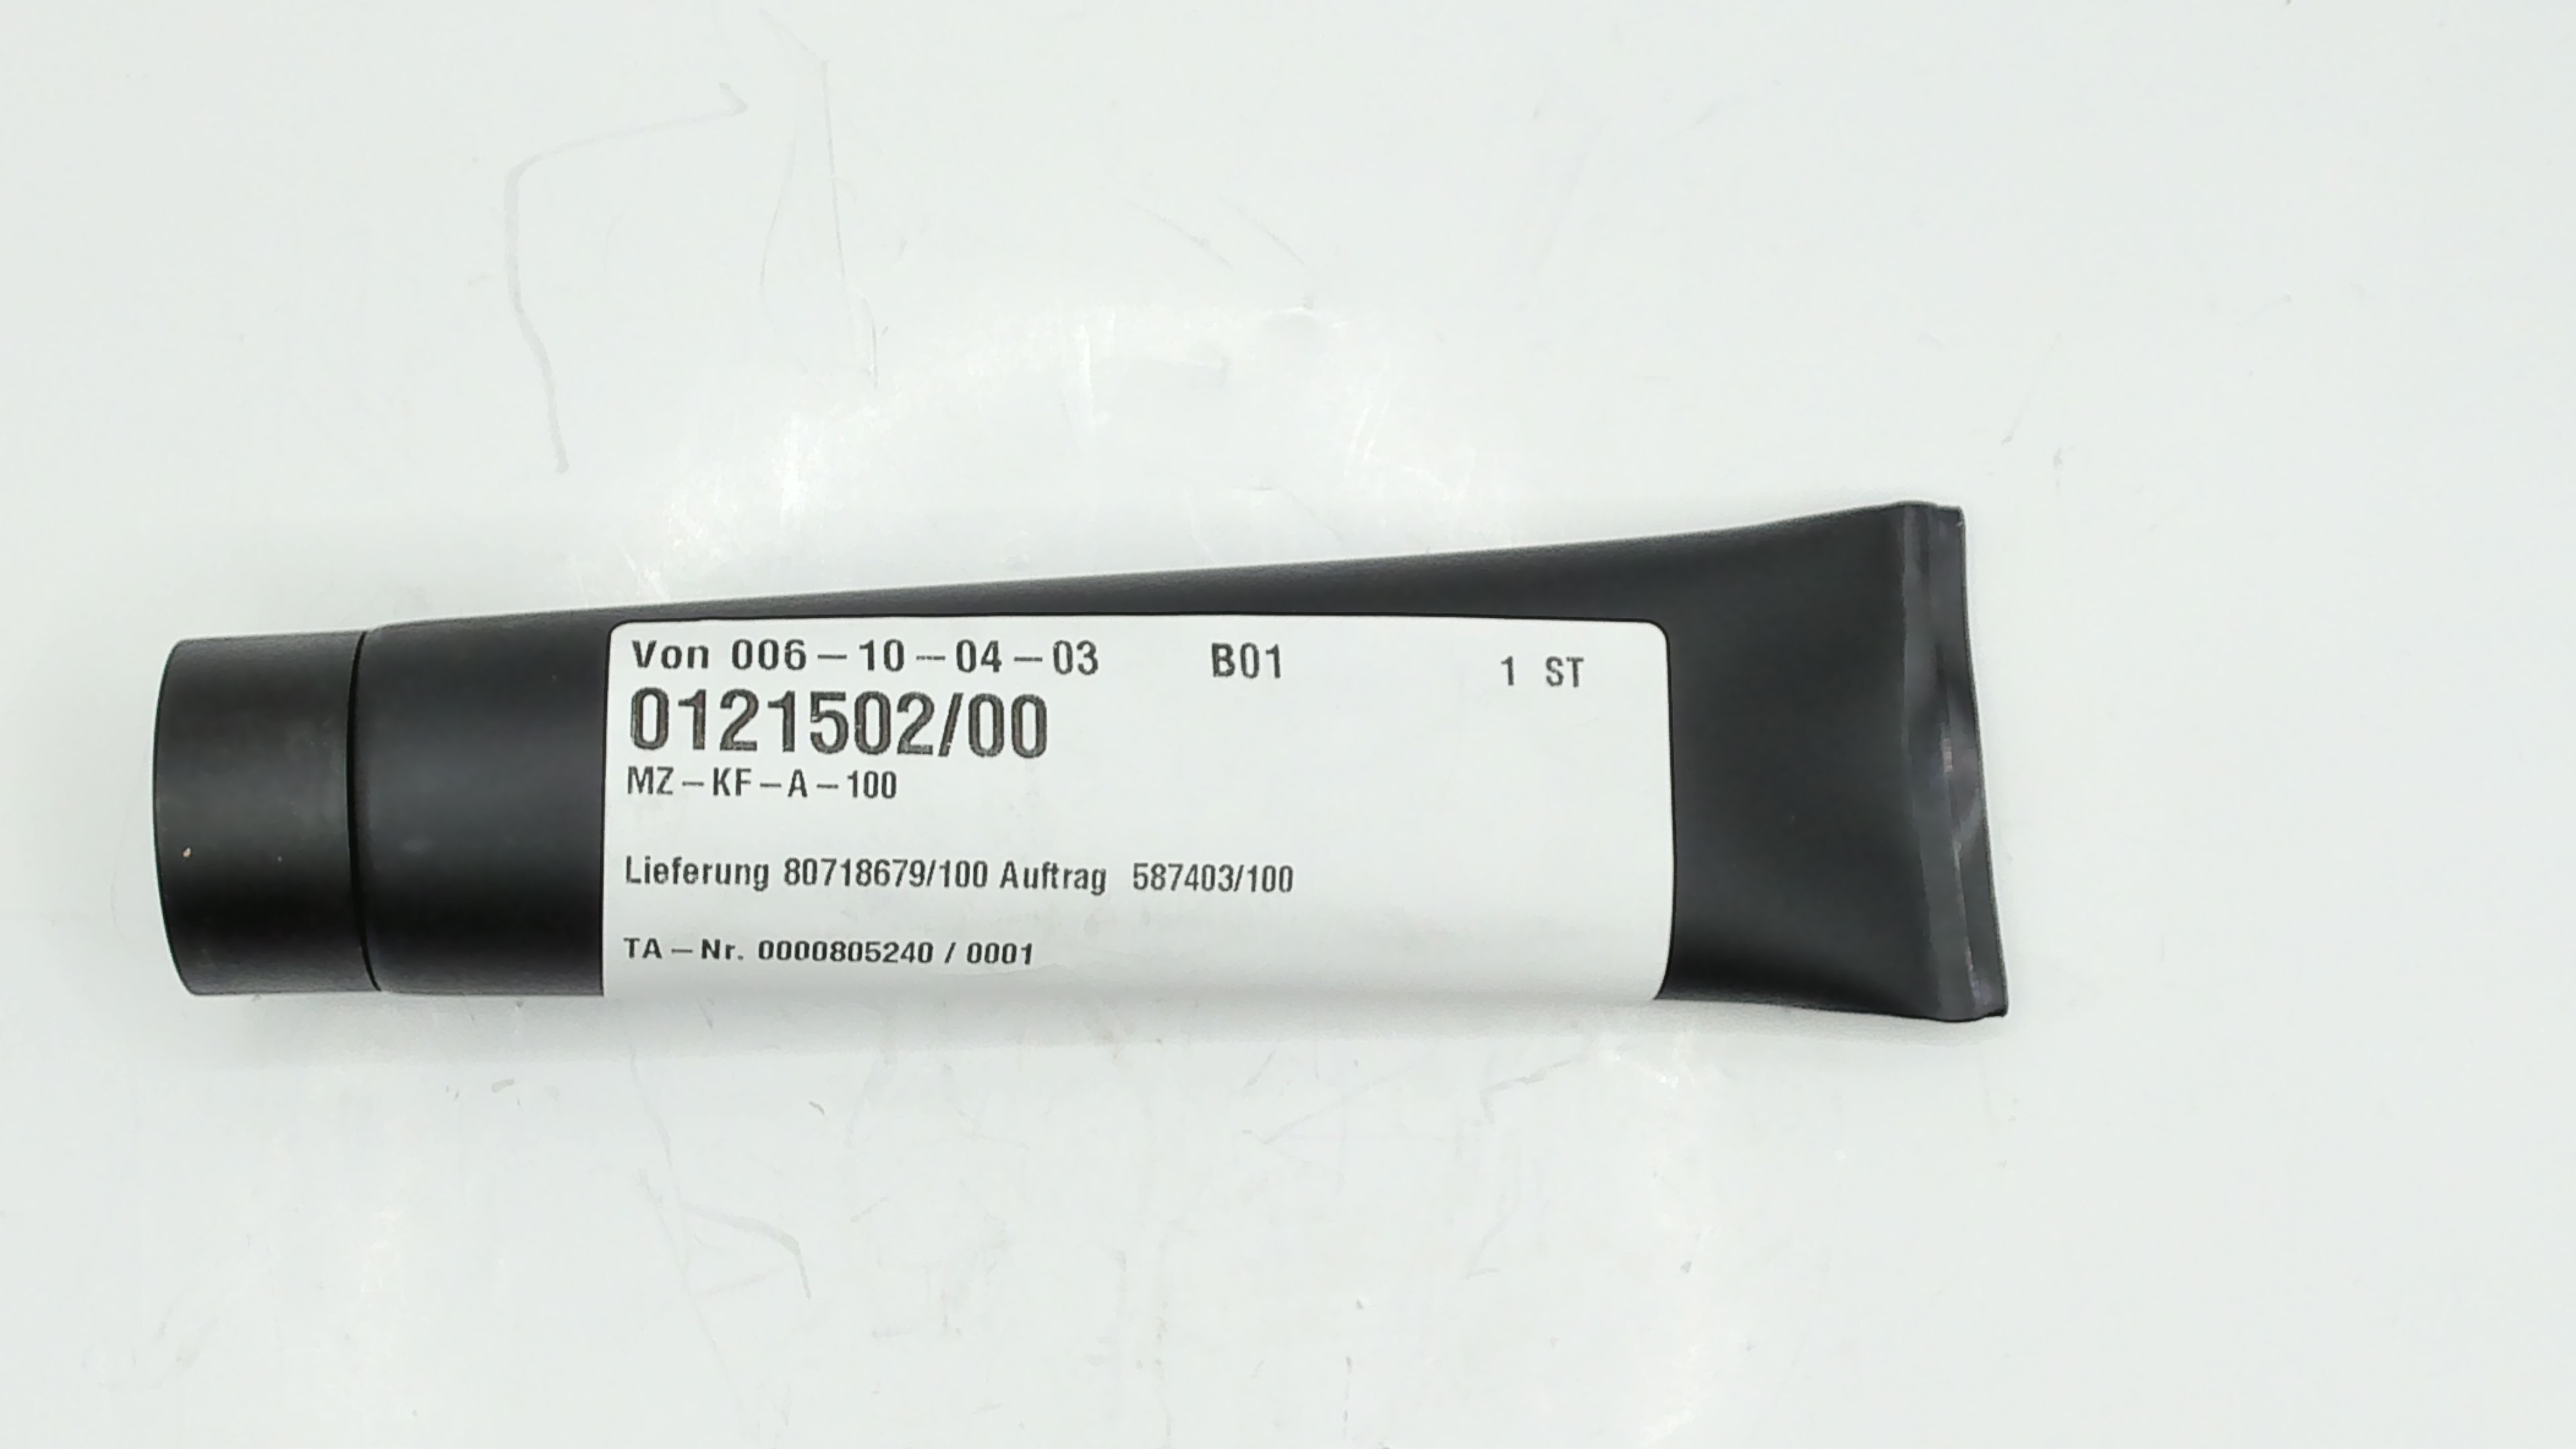 Von 006-10-04-03 B01 1 ST
0121502/00
MZ-KF-A-100
Lieferung 80718679/100 Auftrag 587403/100
TA-Nr. 0000805240 / 0001